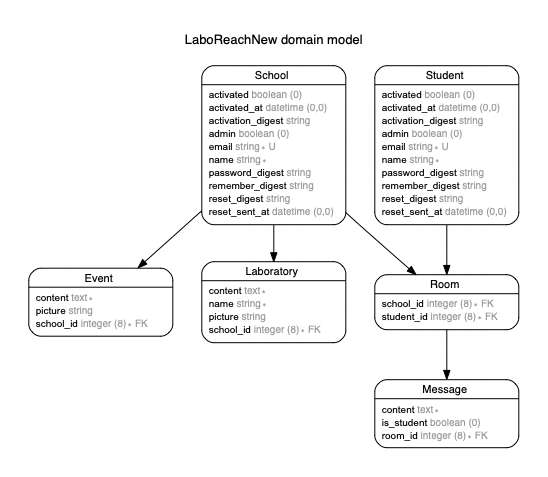 LaboReachNew domain model
School
activated boolean (0)
activated_at datetime (0,0)
activation_digest string
admin boolean (0)
email string∗ U
name string∗
password_digest string
remember_digest string
reset_digest string
reset_sent_at datetime (0,0)
Student
activated boolean (0)
activated_at datetime (0,0)
activation_digest string
admin boolean (0)
email string∗ U
name string∗
password_digest string
remember_digest string
reset_digest string
reset_sent_at datetime (0,0)
Event
content text∗
picture string
school_id integer (8)∗ FK
Laboratory
content text∗
name string∗
picture string
school_id integer (8)∗ FK
Room
school_id integer (8)∗ FK
student_id integer (8)∗ FK
Message
content text∗
is_student boolean (0)
room_id integer (8)∗ FK